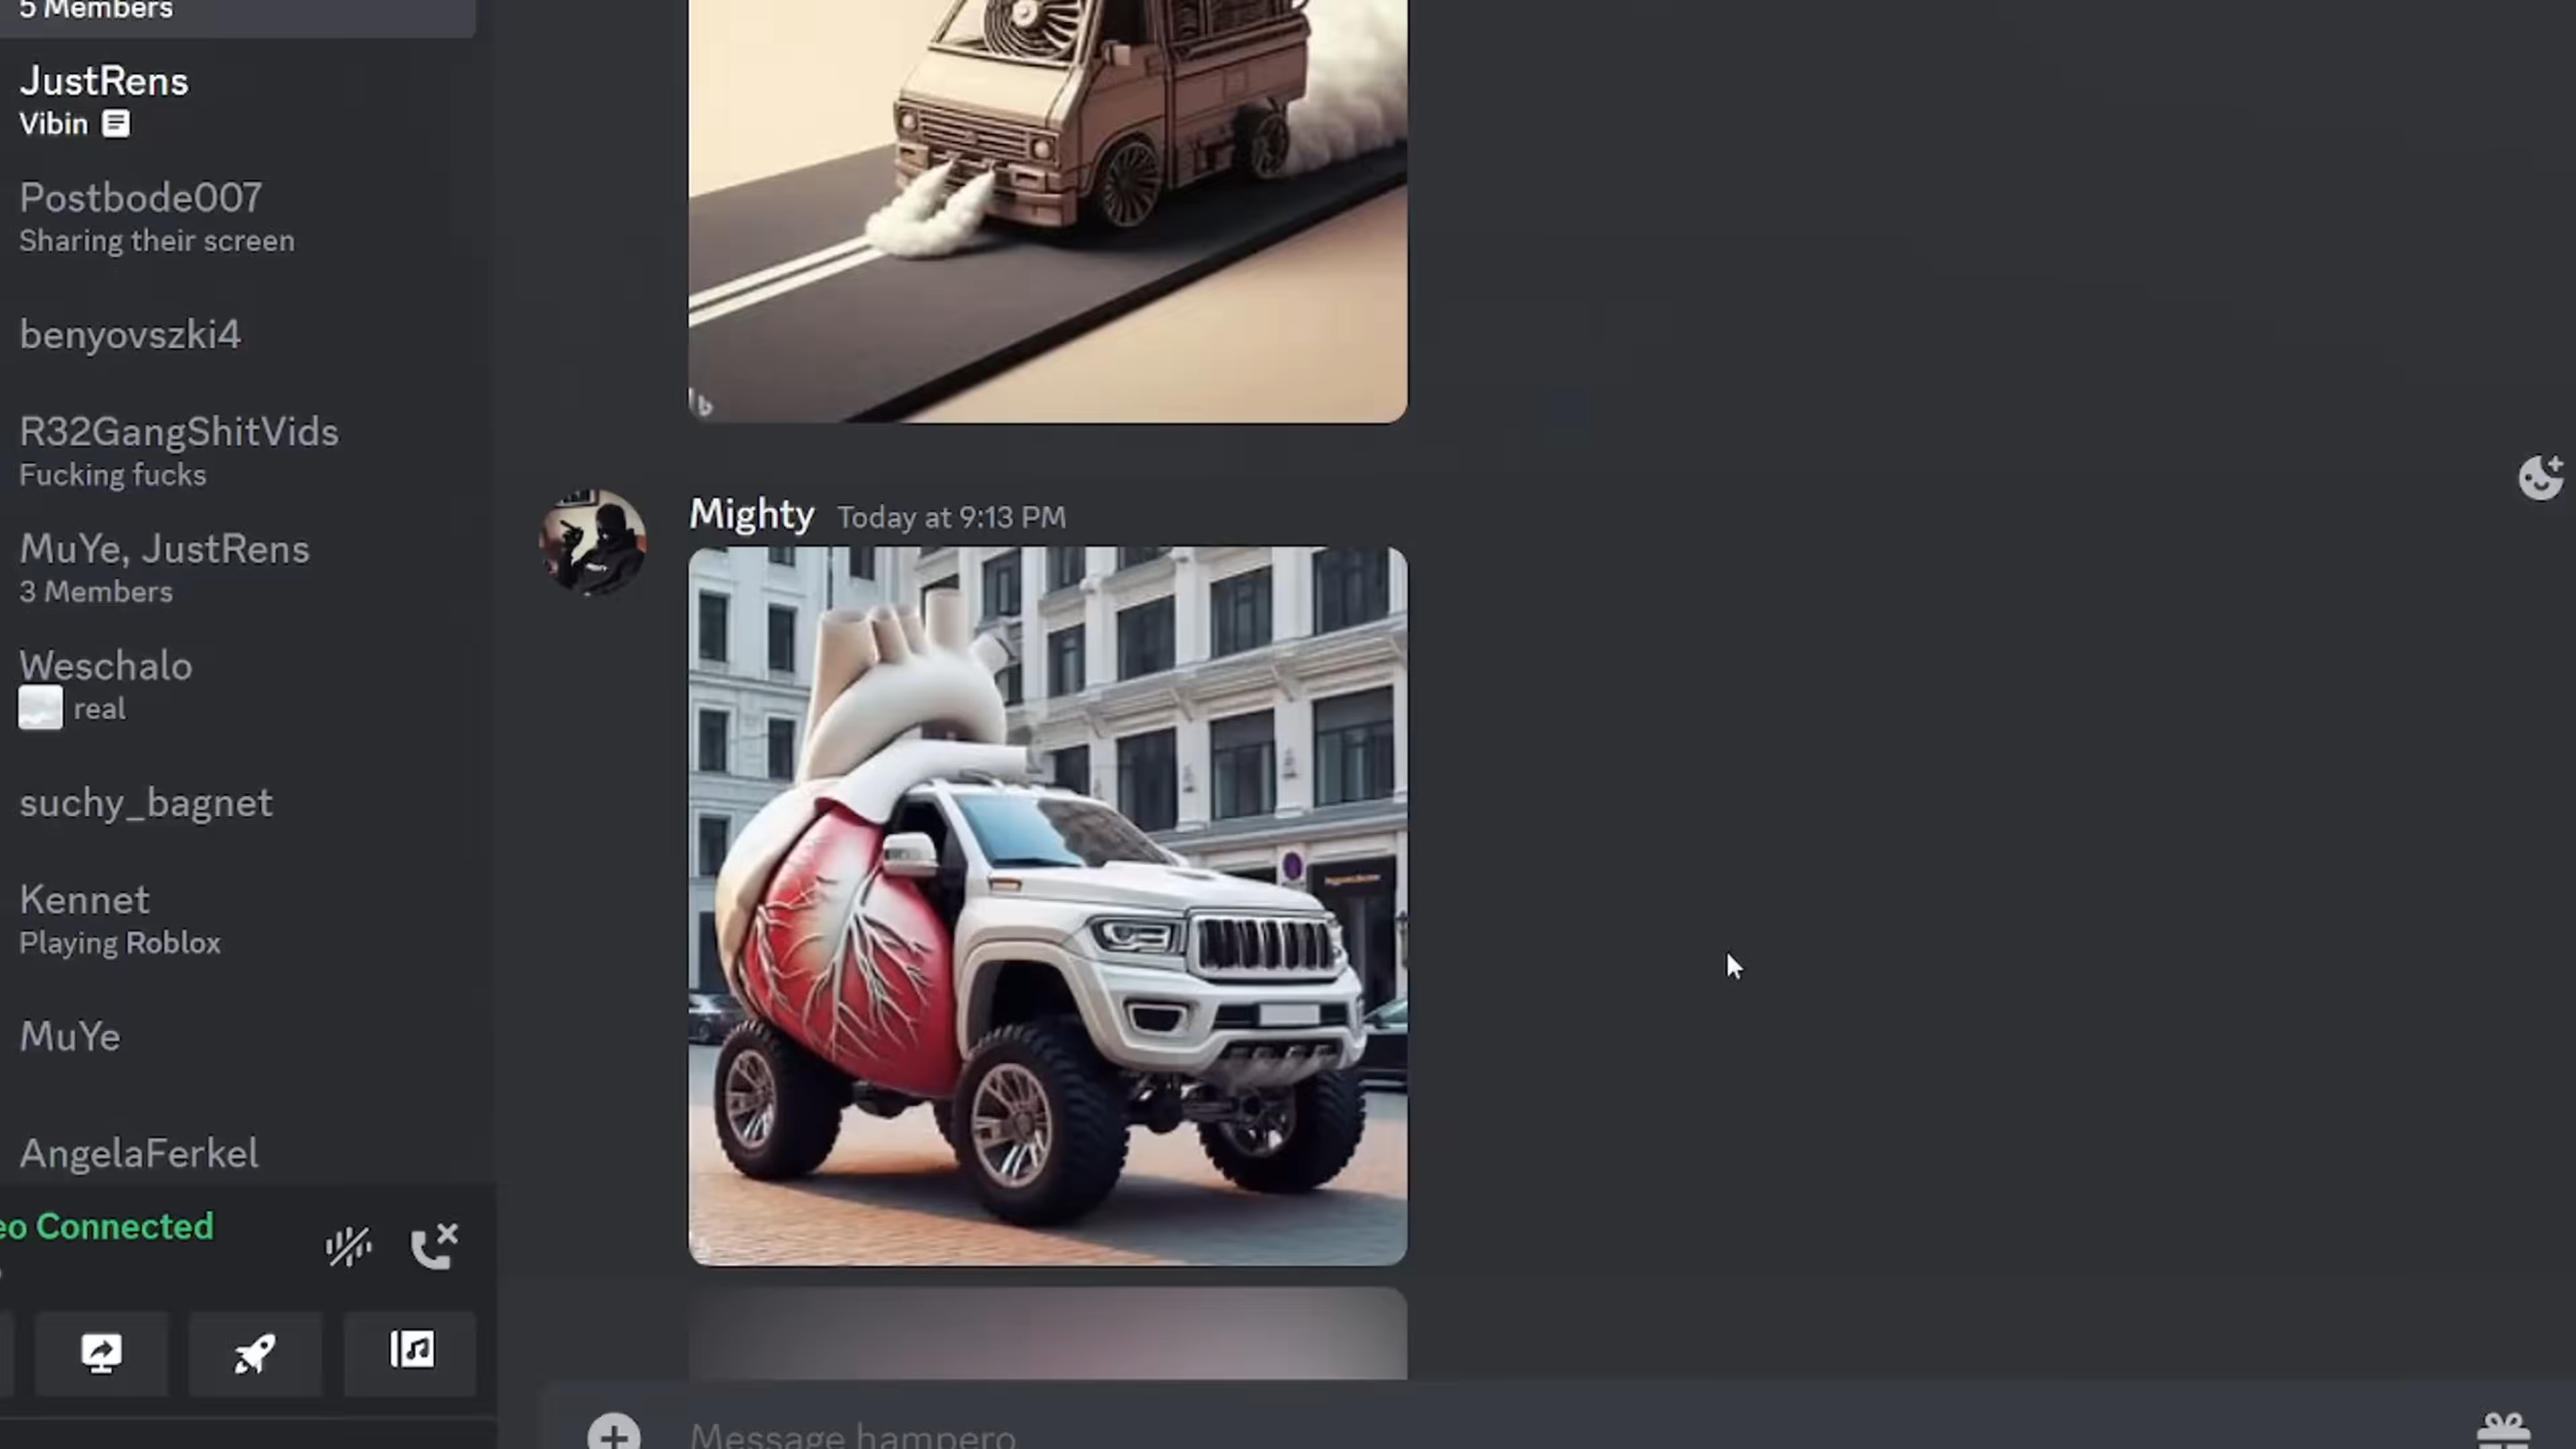 5 Members
JustRens
Vibin
Postbode007
Sharing their screen
benyovszki4
R32GangShitVids
Fucking fucks
MuYe, JustRens
3 Members
Weschalo
real
suchy_bagnet
Kennet
Playing Roblox
MuYe
AngelaFerkel
eo Connected
b
Mighty Today at 9:13 PM
Message hampero